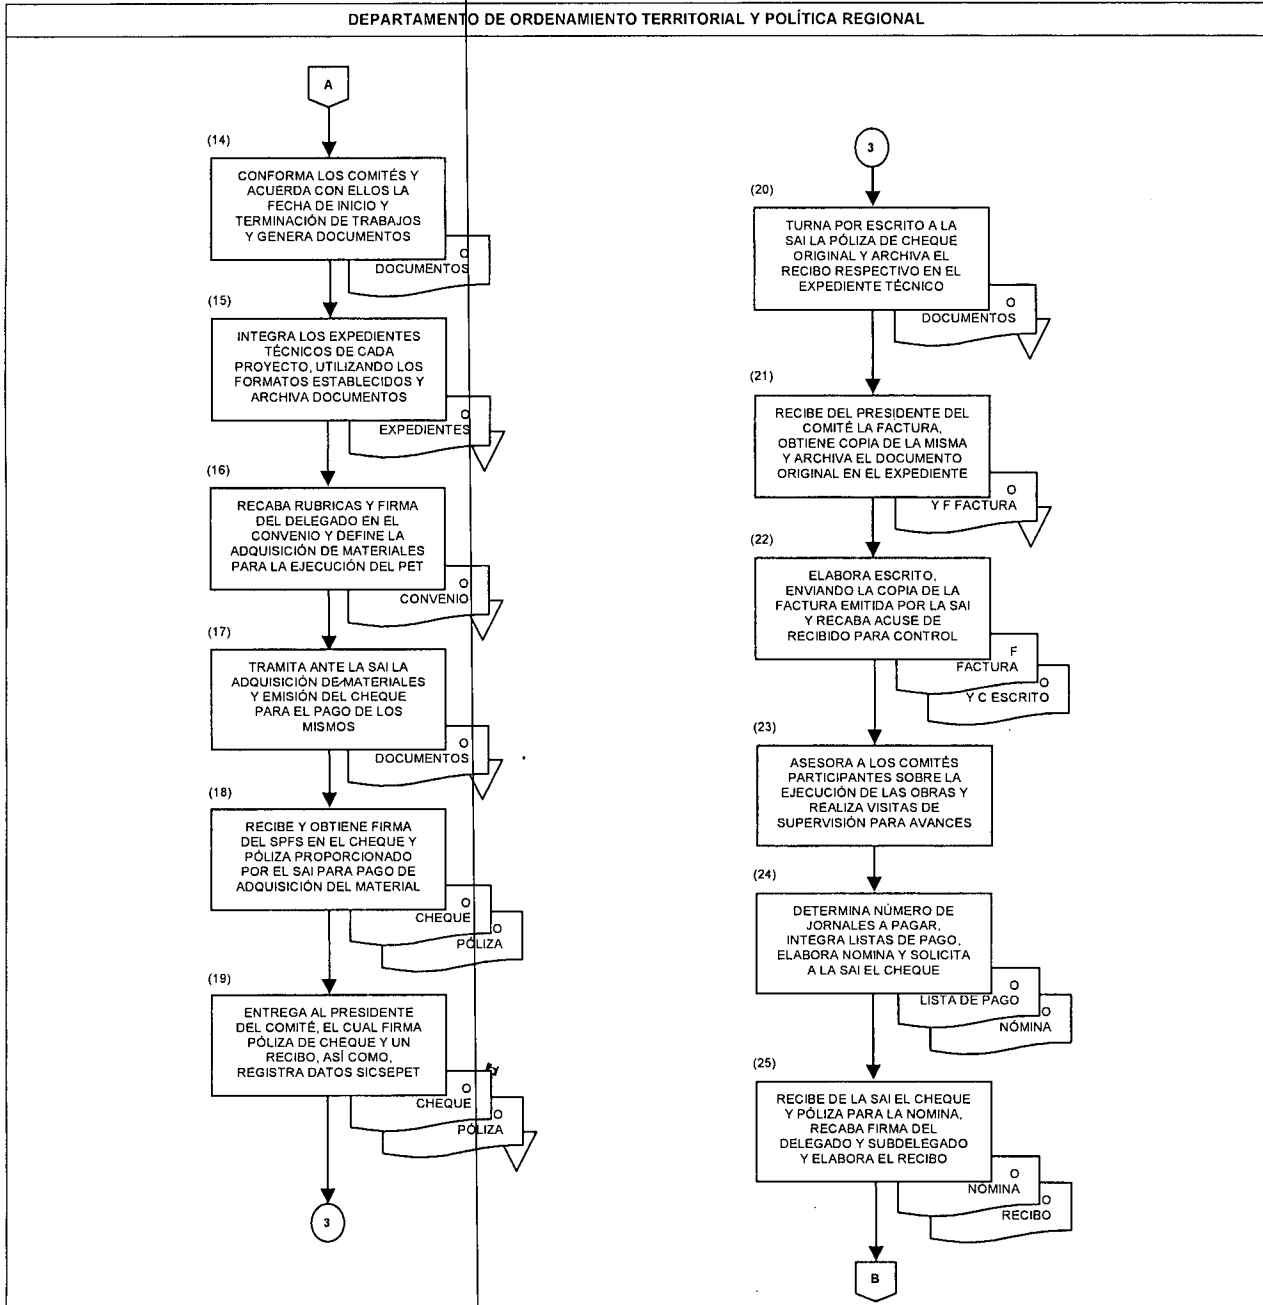 DEPARTAMENTO DE ORDENAMIENTO TERRITORIAL Y POLÍTICA REGIONAL
A
(14)
CONFORMA LOS COMITÉS Y
ACUERDA CON ELLOS LA
FECHA DE INICIO Y
TERMINACIÓN DE TRABAJOS
Y GENERA DOCUMENTOS
O
DOCUMENTOS
(15)
INTEGRA LOS EXPEDIENTES
TÉCNICOS DE CADA
PROYECTO, UTILIZANDO LOS
FORMATOS ESTABLECIDOS Y
ARCHIVA DOCUMENTOS
O
EXPEDIENTES
(16)
RECABA RUBRICAS Y FIRMA
DEL DELEGADO EN EL
CONVENIO Y DEFINE LA
ADQUISICIÓN DE MATERIALES
PARA LA EJECUCIÓN DEL PET
O
CONVENIO
(17)
TRAMITA ANTE LA SAI LA
ADQUISICIÓN DE MATERIALES
Y EMISIÓN DEL CHEQUE
PARA EL PAGO DE LOS
MISMOS
O
DOCUMENTOS
(18)
RECIBE Y OBTIENE FIRMA
DEL SPFS EN EL CHEQUE Y
PÓLIZA PROPORCIONADO
POR EL SAI PARA PAGO DE
ADQUISICIÓN DEL MATERIAL
O
CHEQUE
O
PÓLIZA
(19)
ENTREGA AL PRESIDENTE
DEL COMITÉ, EL CUAL FIRMA
PÓLIZA DE CHEQUE Y UN
RECIBO, ASÍ COMO,
REGISTRA DATOS SICSEPET
O
CHEQUE
O
PÓLIZA
3
3
(20)
TURNA POR ESCRITO A LA
SAI LA PÓLIZA DE CHEQUE
ORIGINAL Y ARCHIVA EL
RECIBO RESPECTIVO EN EL
EXPEDIENTE TÉCNICO
O
DOCUMENTOS
(21)
RECIBE DEL PRESIDENTE DEL
COMITÉ LA FACTURA,
OBTIENE COPIA DE LA MISMA
Y ARCHIVA EL DOCUMENTO
ORIGINAL EN EL EXPEDIENTE
O
Y F FACTURA
(22)
ELABORA ESCRITO,
ENVIANDO LA COPIA DE LA
FACTURA EMITIDA POR LA SAI
Y RECABA ACUSE DE
RECIBIDO PARA CONTROL
F
FACTURA
O
Y C ESCRITO
(23)
ASESORA A LOS COMITÉS
PARTICIPANTES SOBRE LA
EJECUCIÓN DE LAS OBRAS Y
REALIZA VISITAS DE
SUPERVISIÓN PARA AVANCES
(24)
DETERMINA NÚMERO DE
JORNALES A PAGAR,
INTEGRA LISTAS DE PAGO,
ELABORA NOMINA Y SOLICITA
A LA SAI EL CHEQUE
O
LISTA DE PAGO
O
NÓMINA
(25)
RECIBE DE LA SAI EL CHEQUE
Y PÓLIZA PARA LA NOMINA,
RECABA FIRMA DEL
DELEGADO Y SUBDELEGADO
Y ELABORA EL RECIBO
O
NÓMINA
O
RECIBO
B